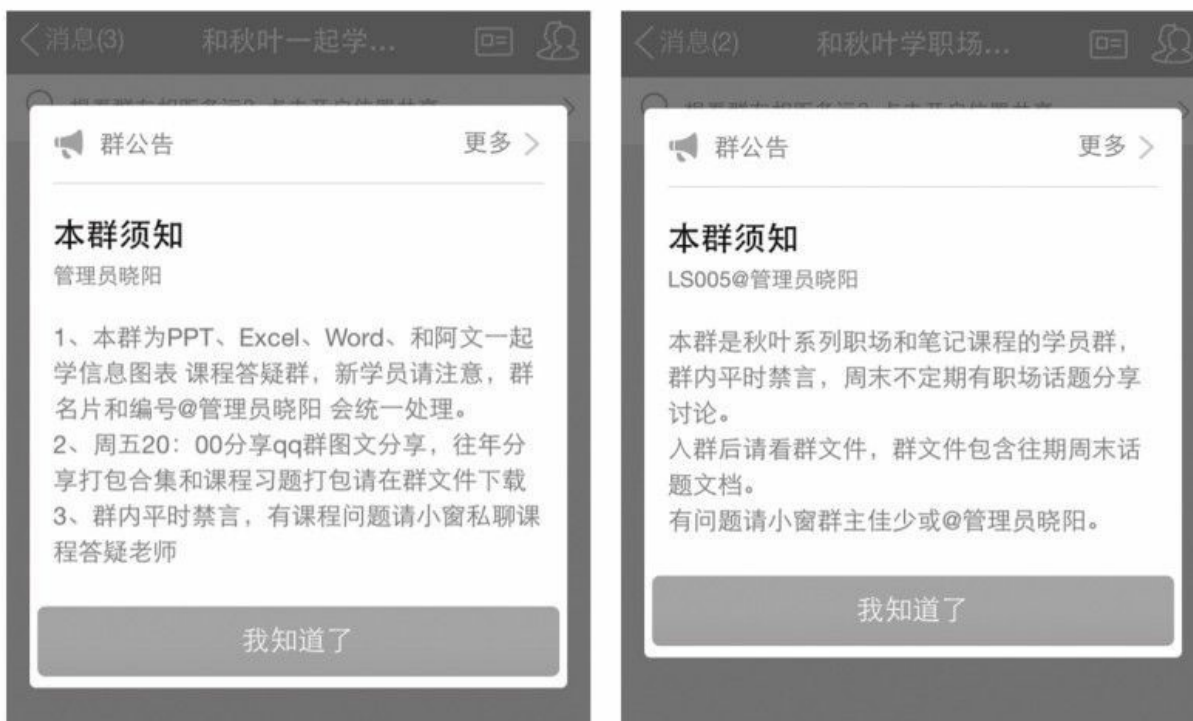 消息(3) 和秋叶一起学...
群公告 更多
本群须知
管理员晓阳
1、本群为PPT、Excel、Word、和阿文一起
学信息图表 课程答疑群，新学员请注意，群
名片和编号@管理员晓阳 会统一处理。
2、周五20：00分享qq群图文分享，往年分
享打包合集和课程习题打包请在群文件下载
3、群内平时禁言，有课程问题请小窗私聊课
程答疑老师
我知道了
消息(2) 和秋叶学职场...
群公告 更多
本群须知
LS005@管理员晓阳
本群是秋叶系列职场和笔记课程的学员群，
群内平时禁言，周末不定期有职场话题分享
讨论。
入群后请看群文件，群文件包含往期周末话
题文档。
有问题请小窗群主佳少或@管理员晓阳。
我知道了